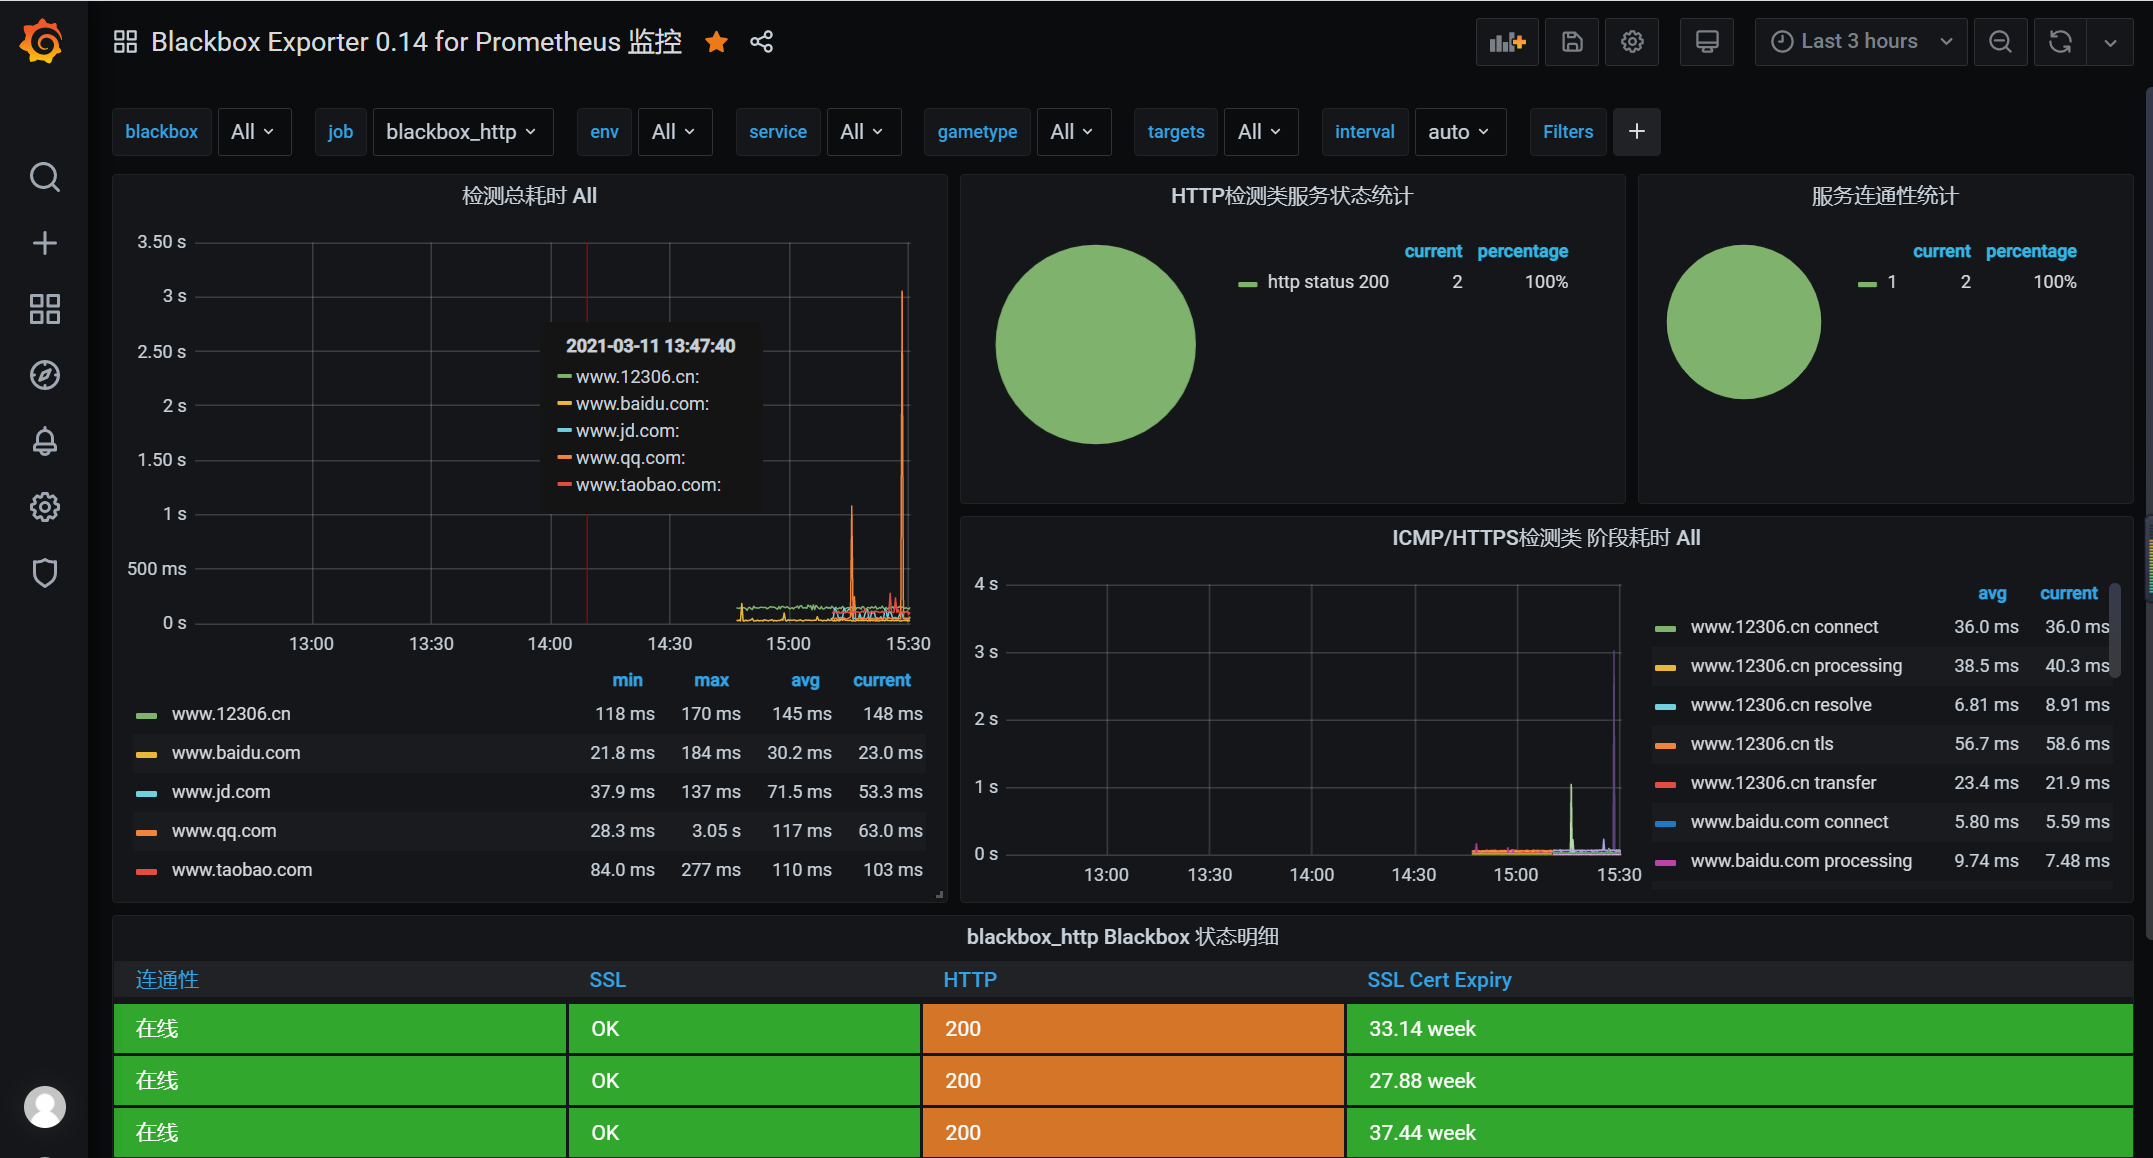 Blackbox Exporter 0.14 for Prometheus 监控
Last 3 hours
blackbox All job blackbox_http env All service All gametype All targets All interval auto Filters +
检测总耗时 All
3.50 s
3 s
2.50 s
2 s
1.50 s
1 s
500 ms
0 s
13:00 13:30 14:00 14:30 15:00 15:30
2021-03-11 13:47:40
www.12306.cn:
www.baidu.com:
www.jd.com:
www.qq.com:
www.taobao.com:
min max avg current
www.12306.cn 118 ms 170 ms 145 ms 148 ms
www.baidu.com 21.8 ms 184 ms 30.2 ms 23.0 ms
www.jd.com 37.9 ms 137 ms 71.5 ms 53.3 ms
www.qq.com 28.3 ms 3.05 s 117 ms 63.0 ms
www.taobao.com 84.0 ms 277 ms 110 ms 103 ms
HTTP检测类服务状态统计
current percentage
http status 200 2 100%
服务连通性统计
current percentage
1 2 100%
ICMP/HTTPS检测类 阶段耗时 All
4 s
3 s
2 s
1 s
0 s
13:00 13:30 14:00 14:30 15:00 15:30
avg current
www.12306.cn connect 36.0 ms 36.0 ms
www.12306.cn processing 38.5 ms 40.3 ms
www.12306.cn resolve 6.81 ms 8.91 ms
www.12306.cn tls 56.7 ms 58.6 ms
www.12306.cn transfer 23.4 ms 21.9 ms
www.baidu.com connect 5.80 ms 5.59 ms
www.baidu.com processing 9.74 ms 7.48 ms
blackbox_http Blackbox 状态明细
连通性 SSL HTTP SSL Cert Expiry
在线 OK 200 33.14 week
在线 OK 200 27.88 week
在线 OK 200 37.44 week